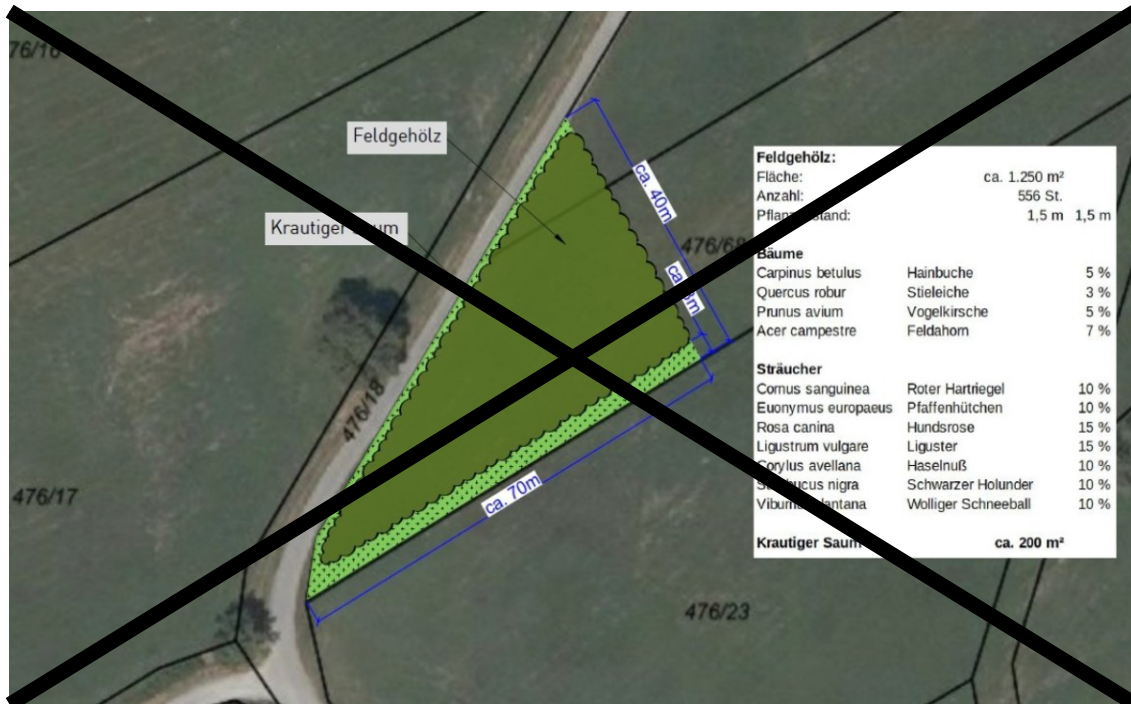 76/16
Feldgehölz
Krautiger Saum
ca. 40m
476/68
476/18
476/17
ca. 70m
476/23
Feldgehölz:
Fläche: ca. 1.250 m²
Anzahl: 556 St.
1,5 m 1,5 m
Bäume
Carpinus betulus Hainbuche 5 %
Quercus robur Stieleiche 3 %
Prunus avium Vogelkirsche 5 %
Acer campestre Feldahorn 7 %
Sträucher
Cornus sanguinea Roter Hartriegel 10 %
Euonymus europaeus Pfaffenhütchen 10 %
Rosa canina Hundsrose 15 %
Ligustrum vulgare Liguster 15 %
Corylus avellana Haselnuß 10 %
nigra Schwarzer Holunder 10 %
Wolliger Schneeball 10 %
Krautiger Saum ca. 200 m²